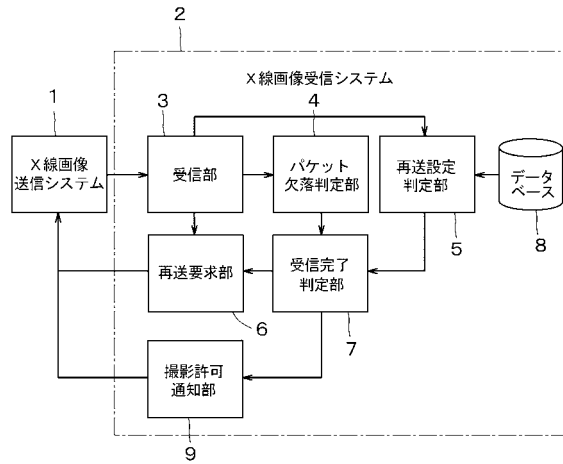 2
X線画像受信システム
1
3
4
X線画像
送信システム
受信部
パケット
欠落判定部
再送設定
判定部
データ
ベース
5
8
再送要求部
受信完了
判定部
6
7
撮影許可
通知部
9